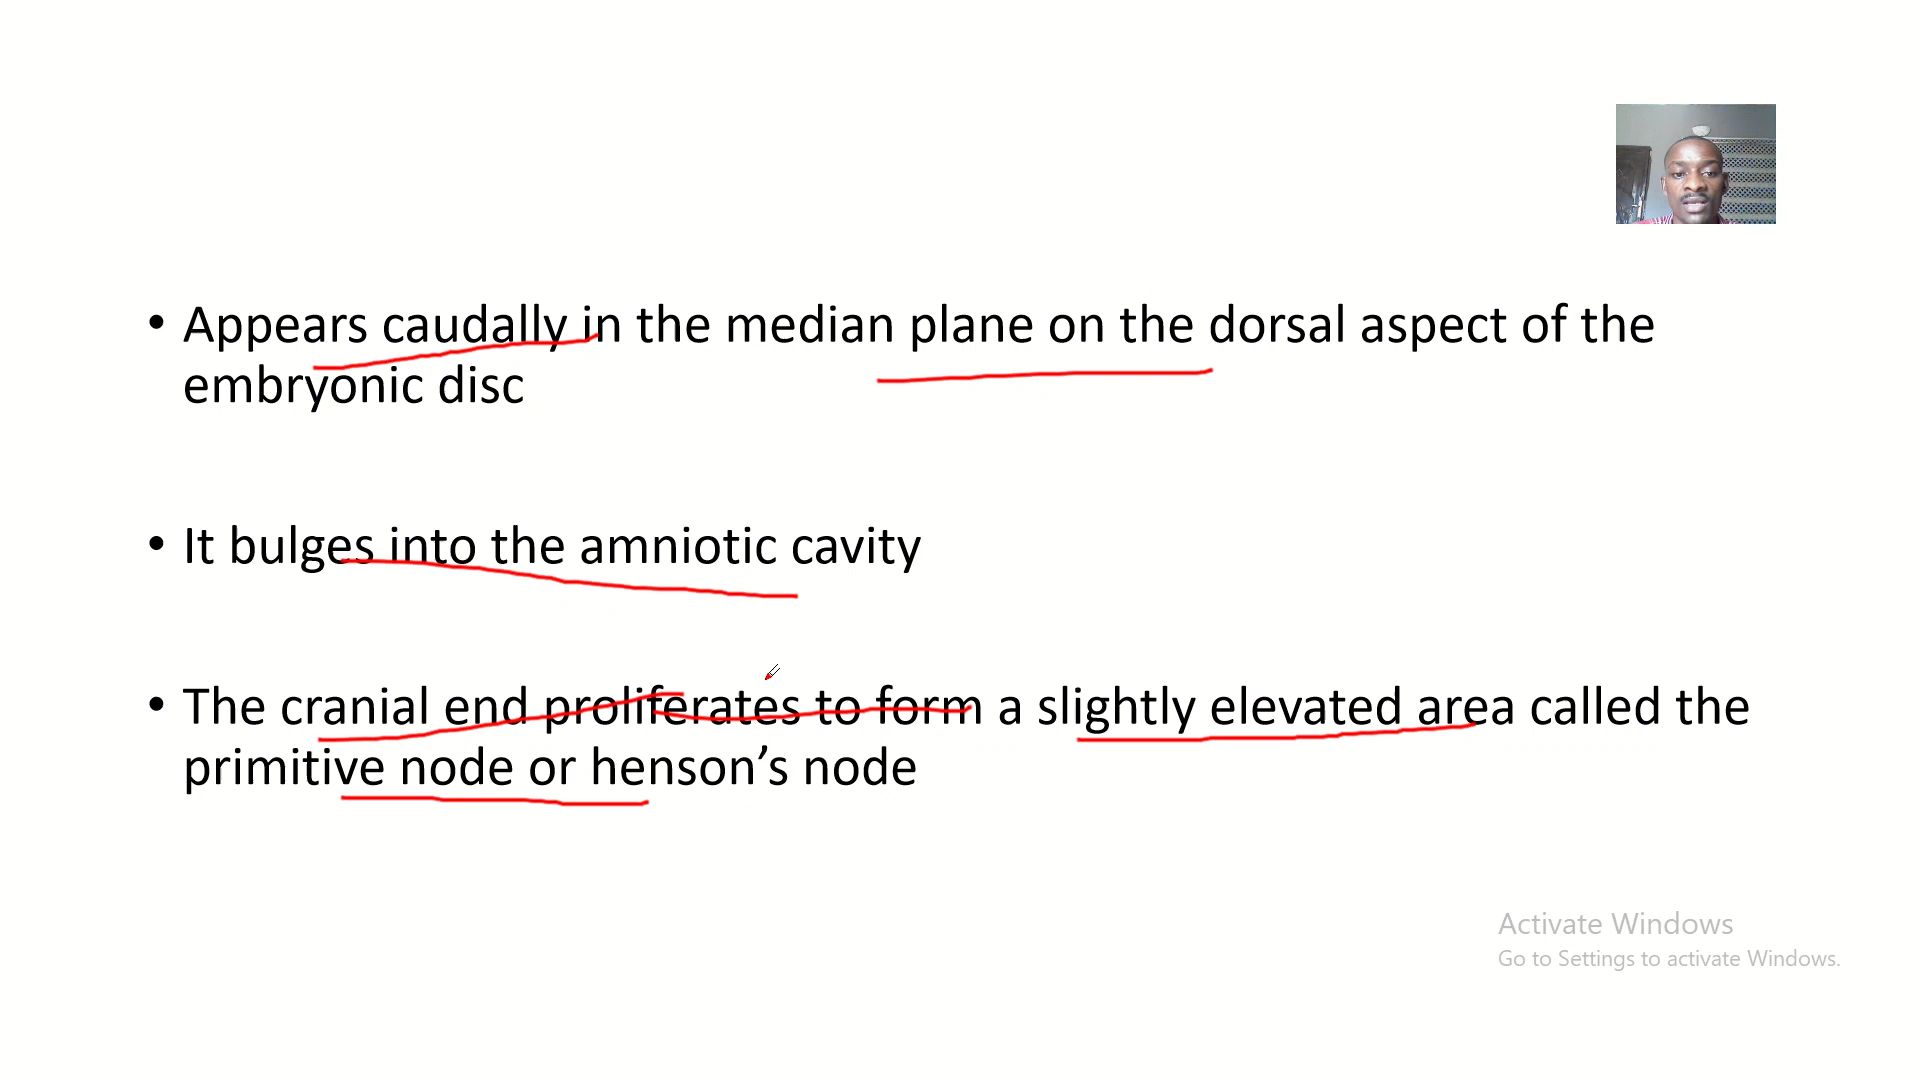 • Appears caudally in the median plane on the dorsal aspect of the
embryonic disc
• It bulges into the amniotic cavity
• The cranial end proliferates to form a slightly elevated area called the
primitive node or henson’s node
Activate Windows
Go to Settings to activate Windows.